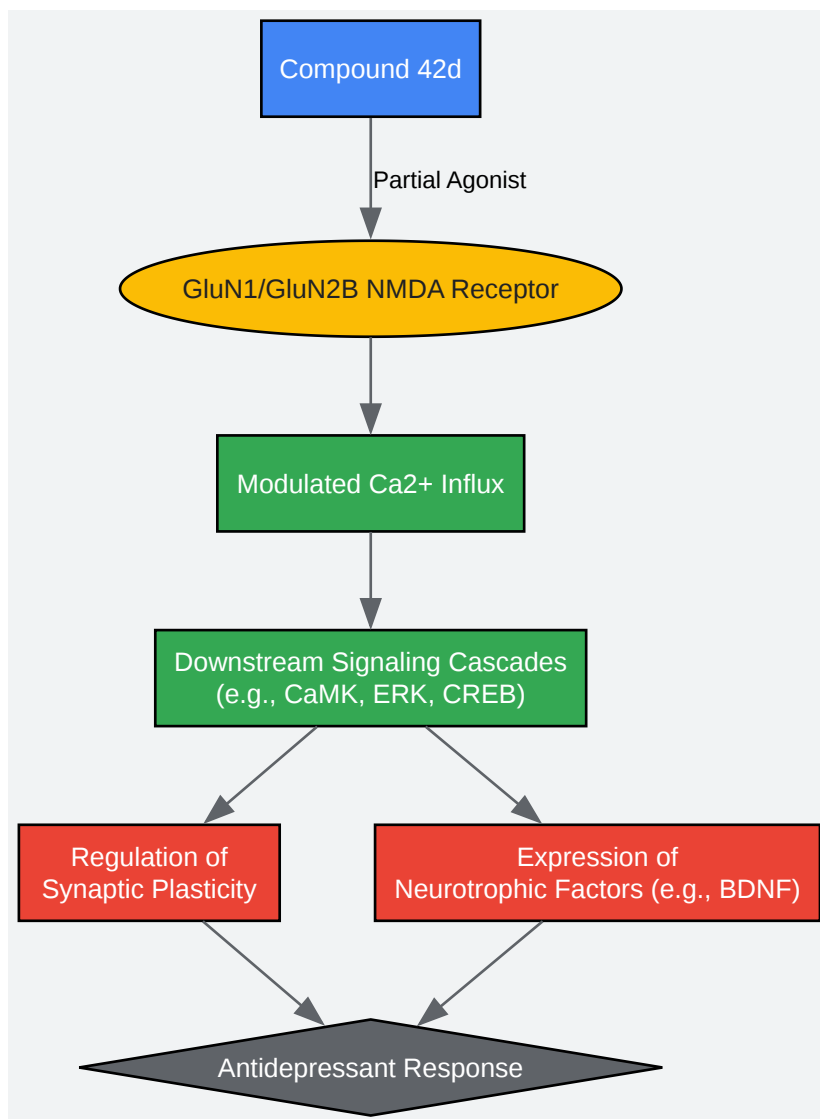 Compound 42d
Partial Agonist
GluN1/GluN2B NMDA Receptor
Modulated Ca2+ Influx
Downstream Signaling Cascades
(e.g., CaMK, ERK, CREB)
Regulation of
Synaptic Plasticity
Expression of
Neurotrophic Factors (e.g., BDNF)
Antidepressant Response